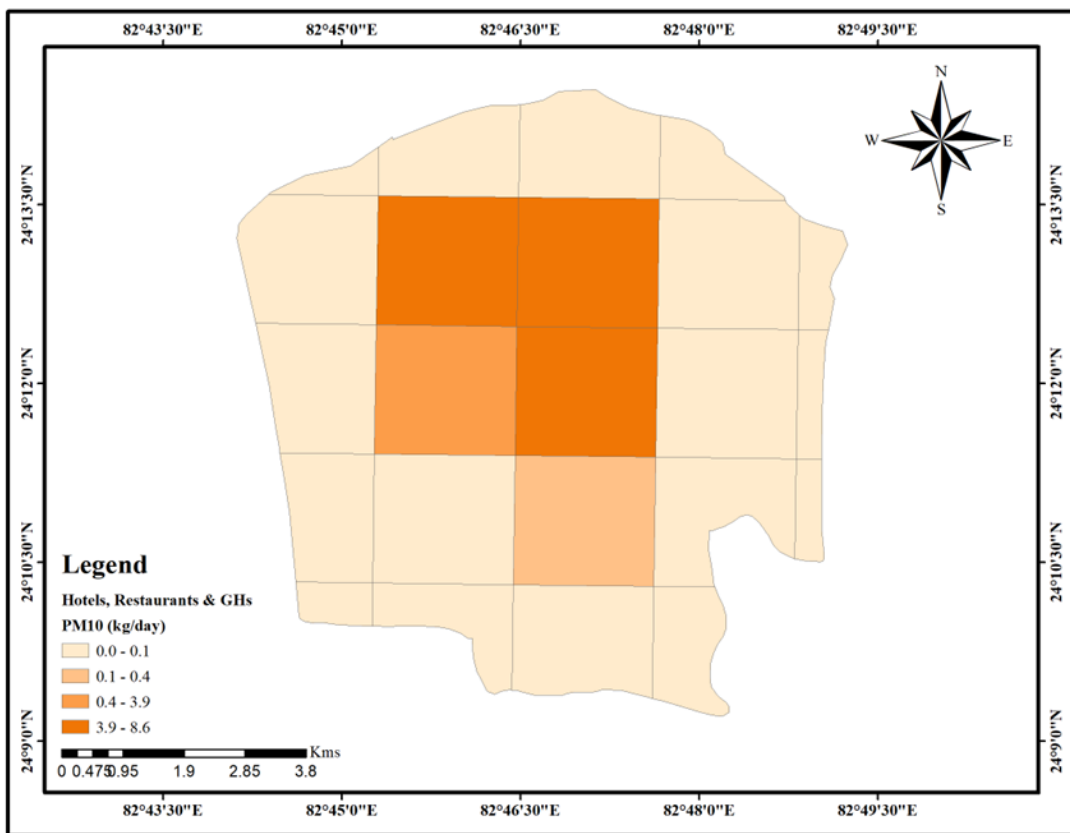 82°43'30"E 82°45'0"E 82°46'30"E 82°48'0"E 82°49'30"E
N
W E
S
24°13'30"N 24°13'30"N
24°12'0"N 24°12'0"N
24°10'30"N 24°10'30"N
24°9'0"N 24°9'0"N
Legend
Hotels, Restaurants & GHs
PM10 (kg/day)
0.0 - 0.1
0.1 - 0.4
0.4 - 3.9
3.9 - 8.6
Kms
0 0.475 0.95 1.9 2.85 3.8
82°43'30"E 82°45'0"E 82°46'30"E 82°48'0"E 82°49'30"E